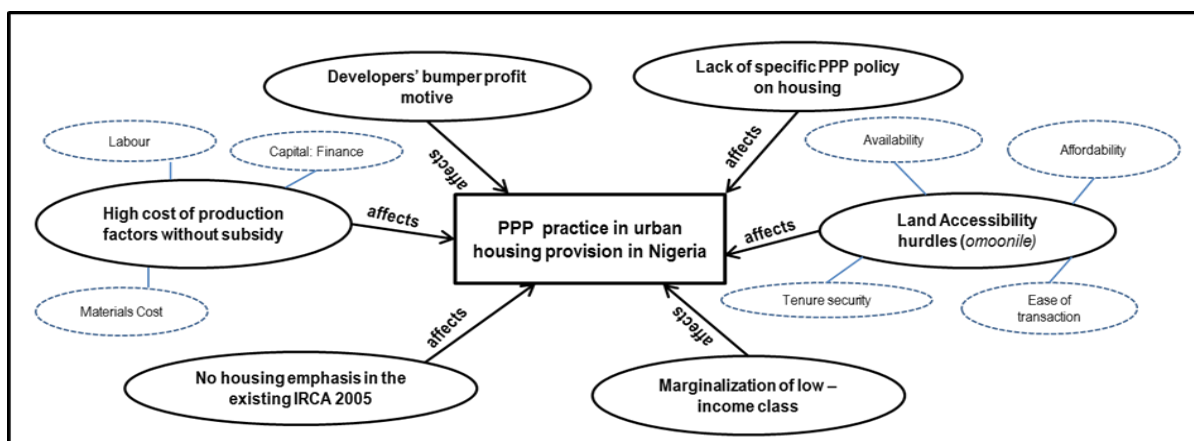 Developers' bumper profit
motive
Lack of specific PPP policy
on housing
Labour
Capital: Finance
Availability
Affordability
affects
affects
High cost of production
factors without subsidy
affects
PPP practice in urban
housing provision in Nigeria
affects
Land Accessibility
hurdles (omoonile)
Materials Cost
Tenure security
Ease of
transaction
affects
affects
No housing emphasis in the
existing IRCA 2005
Marginalization of low –
income class